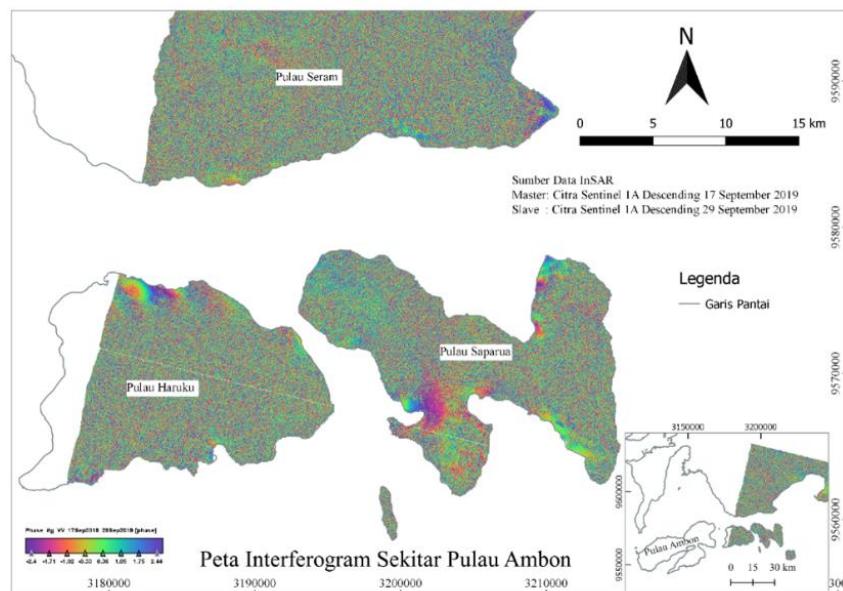 Pulau Seram
N
0 5 10 15 km
Sumber Data InSAR
Master: Citra Sentinel 1A Descending 17 September 2019
Slave : Citra Sentinel 1A Descending 29 September 2019
Legenda
Garis Pantai
Pulau Saparua
Pulau Haruku
Peta Interferogram Sekitar Pulau Ambon
3180000 3190000 3200000 3210000
9590000
9580000
9570000
9560000
3150000 3200000
9600000
9550000
Pulau Ambon
0 15 30 km